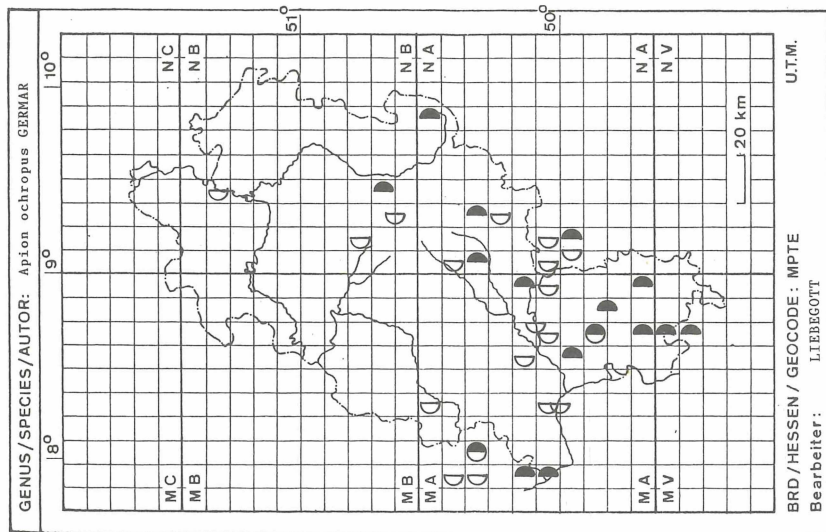 GENUS/SPECIES/AUTOR: Apion ochropus GERMAR
8° 9° 10°
MC NC
MB NB
51°
MB NB
MA NA
50°
20 km
MA NA
MV NV
BRD/HESSEN/GEOCODE: MPTE U.T.M.
Bearbeiter: LIEBEGOTT